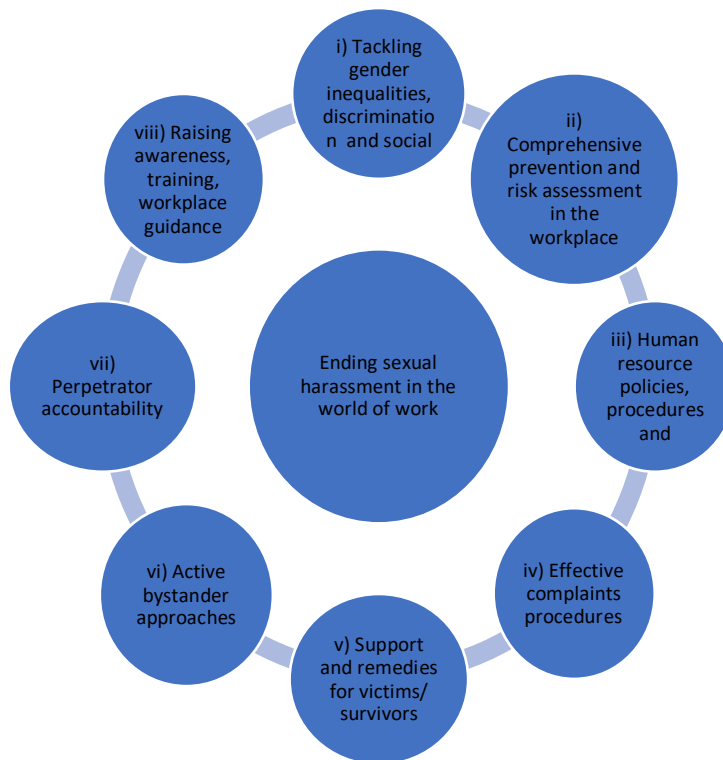 i) Tackling
gender
inequalities,
discriminatio
n and social
ii)
Comprehensive
prevention and
risk assessment
in the
workplace
iii) Human
resource
policies,
procedures
and
iv) Effective
complaints
procedures
v) Support
and remedies
for victims/
survivors
vi) Active
bystander
approaches
vii)
Perpetrator
accountability
viii) Raising
awareness,
training,
workplace
guidance
Ending sexual
harassment in the
world of work